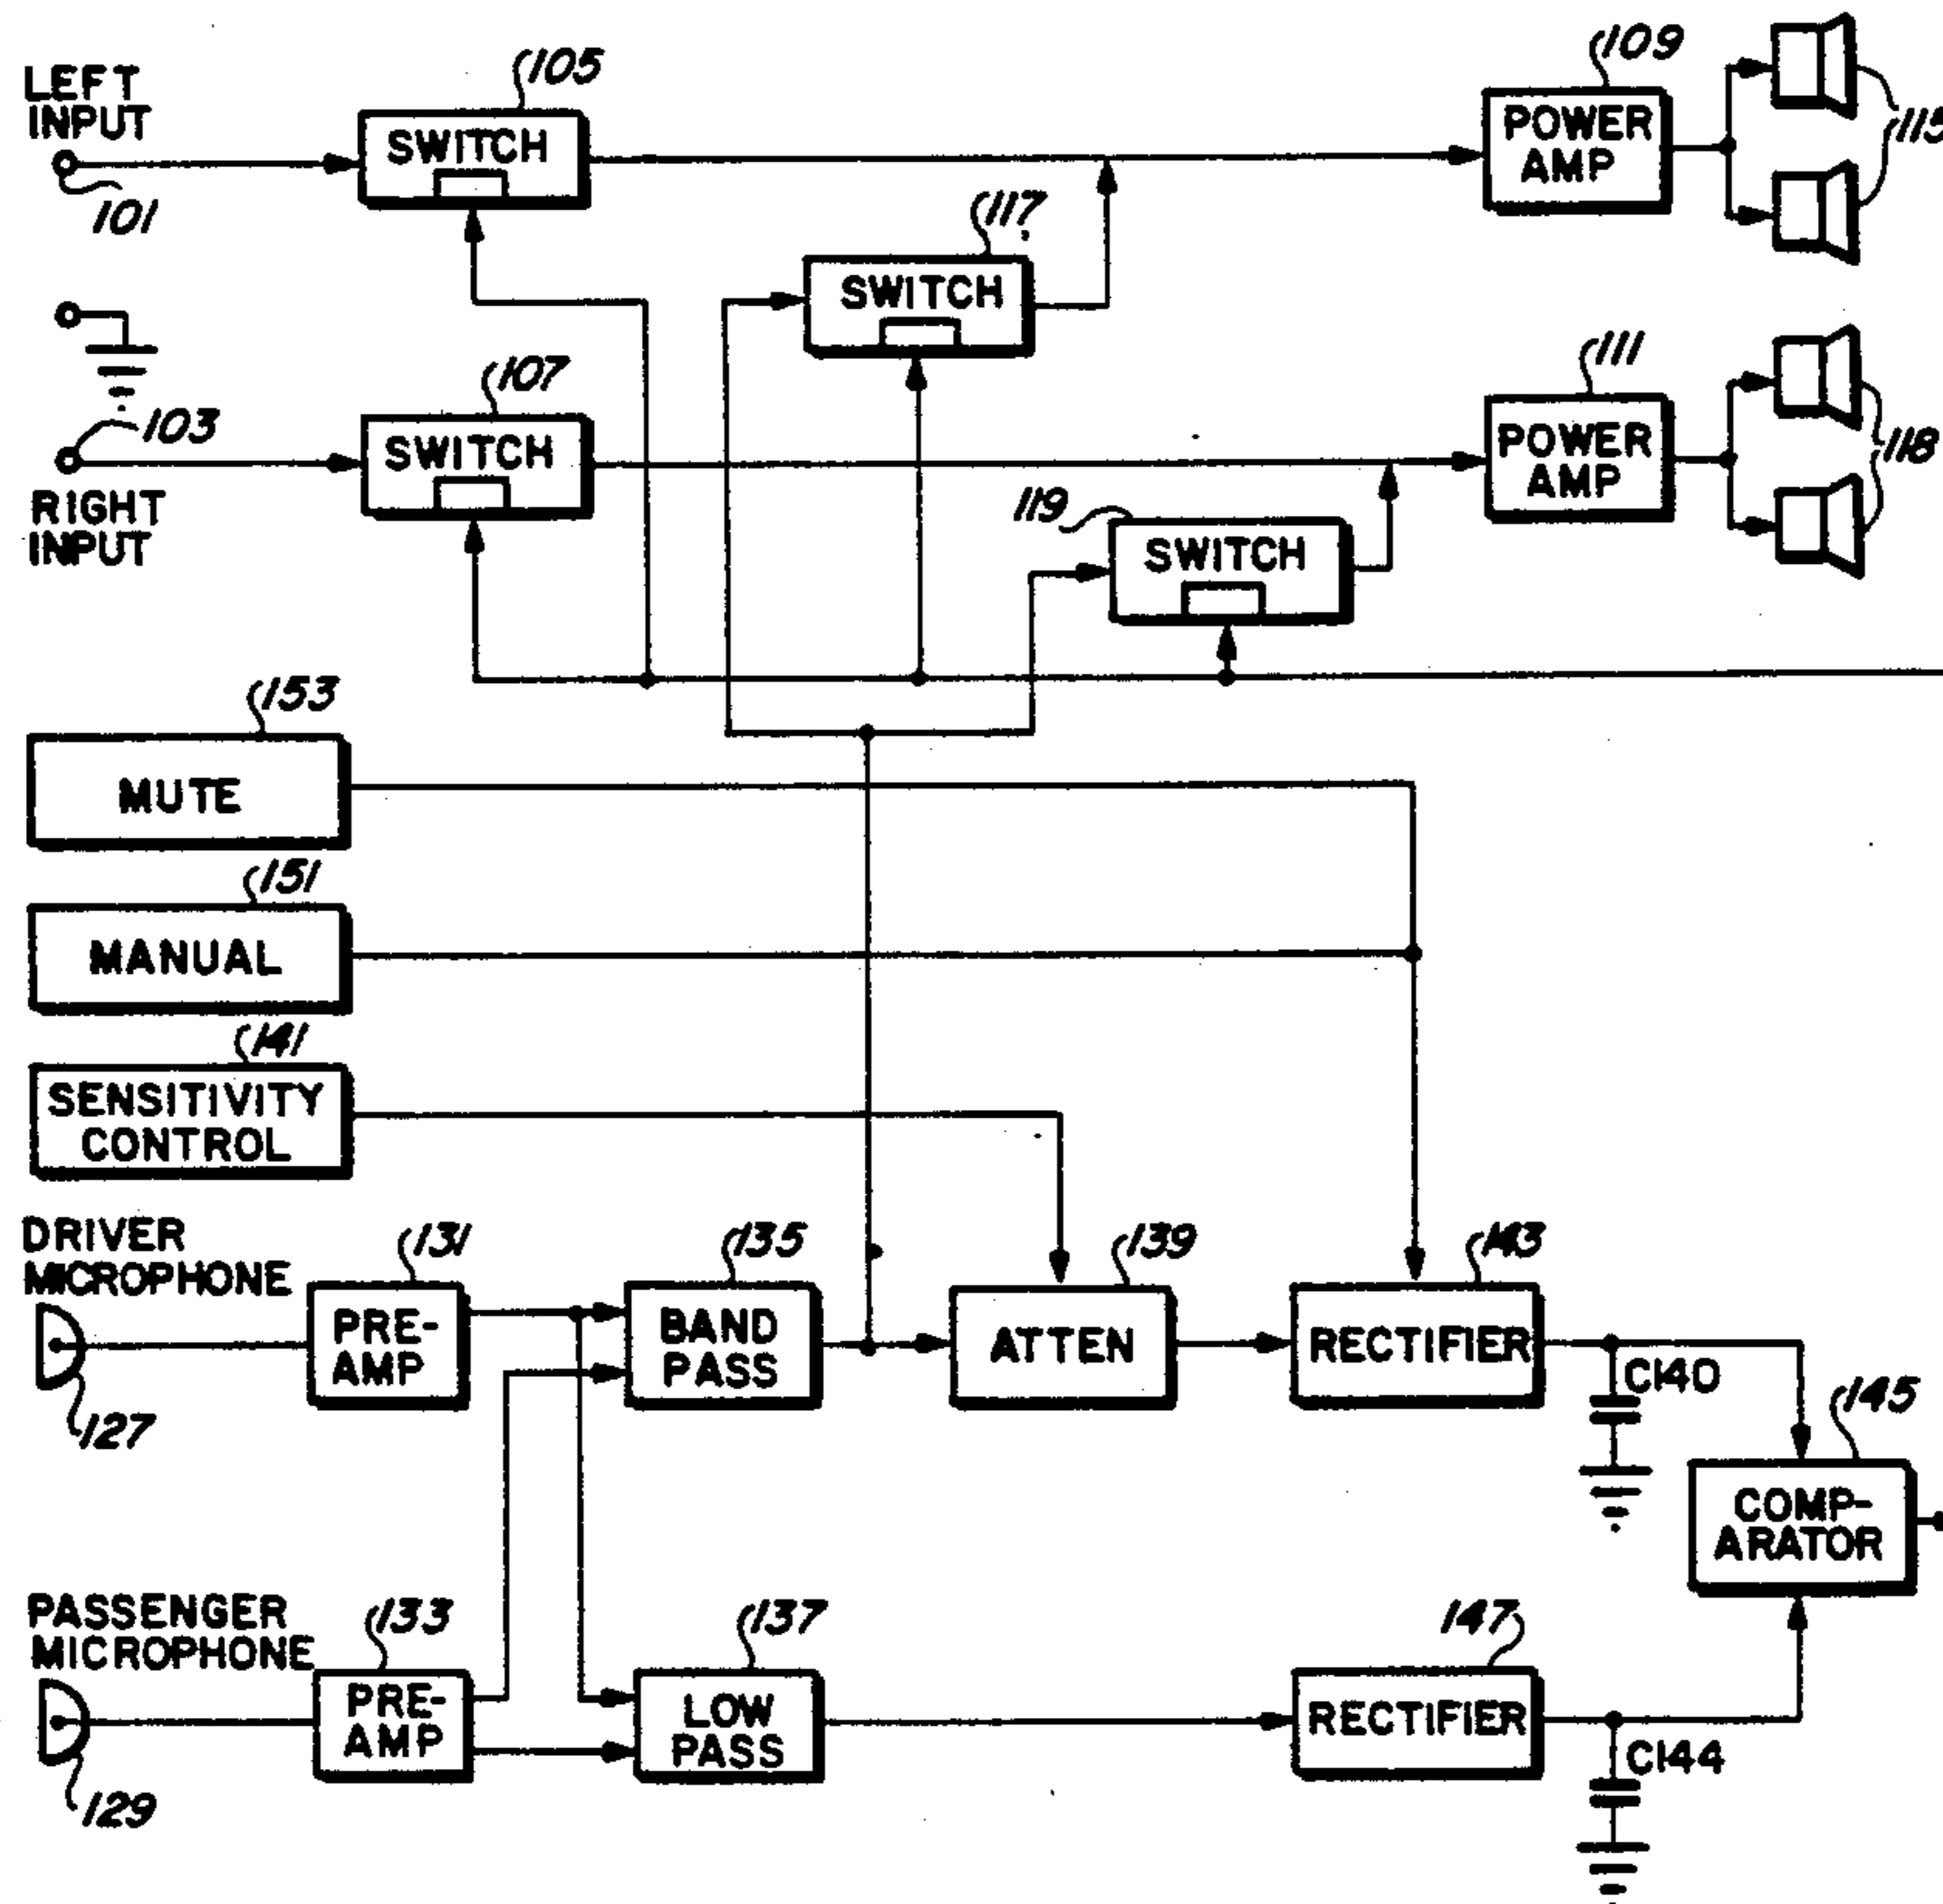 LEFT
INPUT
101
105
SWITCH
109
POWER
AMP
115
117
SWITCH
103
RIGHT
INPUT
107
SWITCH
111
POWER
AMP
118
119
SWITCH
153
MUTE
151
MANUAL
141
SENSITIVITY
CONTROL
DRIVER
MICROPHONE
127
131
PRE-
AMP
135
BAND
PASS
139
ATTEN
143
RECTIFIER
C140
145
COMP-
ARATOR
PASSENGER
MICROPHONE
129
133
PRE-
AMP
137
LOW
PASS
147
RECTIFIER
C144